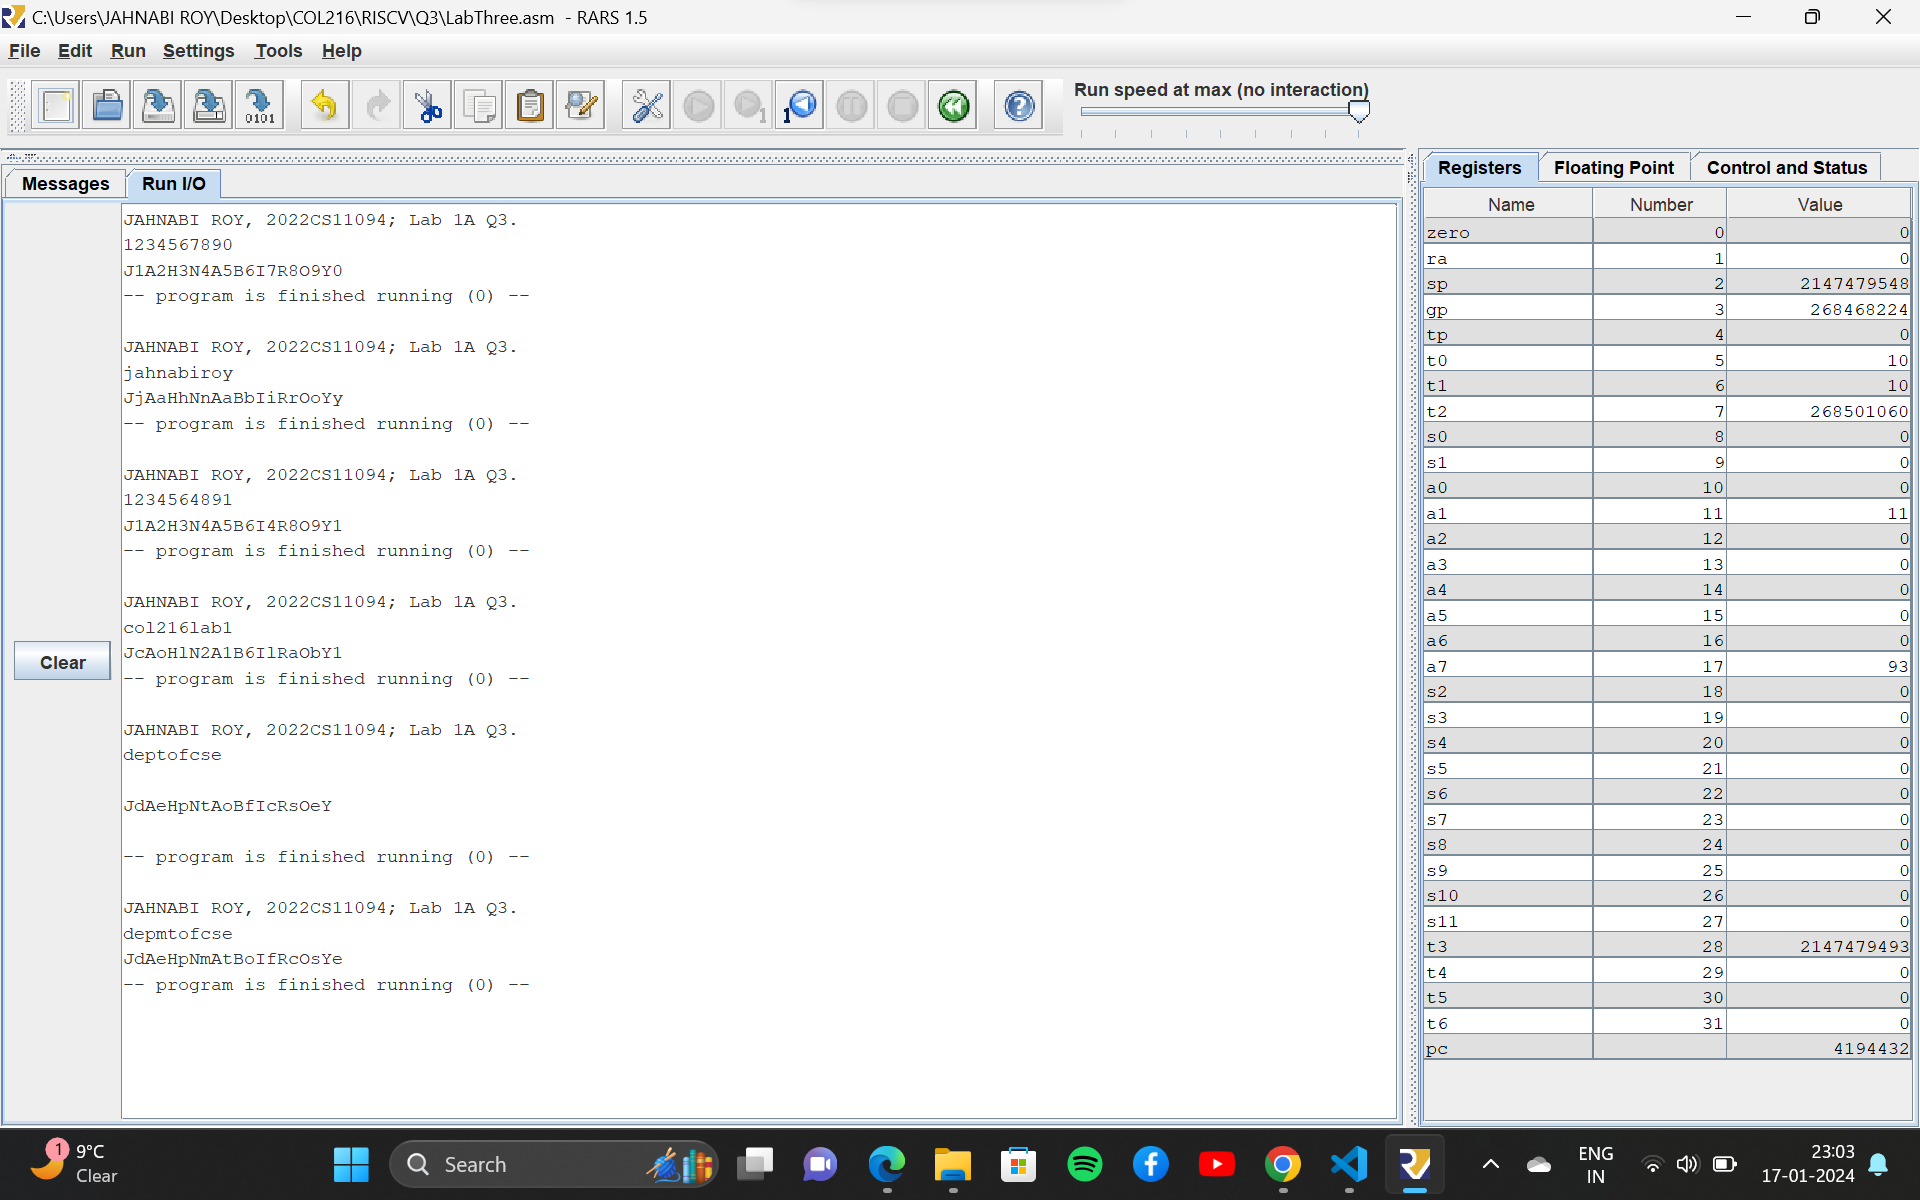 C:\Users\JAHNABI ROY\Desktop\COL216\RISCV\Q3\LabThree.asm - RARS 1.5
File Edit Run Settings Tools Help
Run speed at max (no interaction)
0101
1
1
Messages Run I/O
JAHNABI ROY, 2022CS11094; Lab 1A Q3.
1234567890
J1A2H3N4A5B6I7R8O9Y0
-- program is finished running (0) --
JAHNABI ROY, 2022CS11094; Lab 1A Q3.
jahnabiroy
JjAaHhNnAaBbIiRrOoYy
-- program is finished running (0) --
JAHNABI ROY, 2022CS11094; Lab 1A Q3.
1234564891
J1A2H3N4A5B6I4R8O9Y1
-- program is finished running (0) --
JAHNABI ROY, 2022CS11094; Lab 1A Q3.
col216lab1
JcAoHlN2A1B6IlRaObY1
-- program is finished running (0) --
JAHNABI ROY, 2022CS11094; Lab 1A Q3.
deptofcse
JdAeHpNtAoBfIcRsOeY
-- program is finished running (0) --
JAHNABI ROY, 2022CS11094; Lab 1A Q3.
depmtofcse
JdAeHpNmAtBoIfRcOsYe
-- program is finished running (0) --
Clear
Registers Floating Point Control and Status
Name Number Value
zero 0 0
ra 1 0
sp 2 2147479548
gp 3 268468224
tp 4 0
t0 5 10
t1 6 10
t2 7 268501060
s0 8 0
s1 9 0
a0 10 0
a1 11 11
a2 12 0
a3 13 0
a4 14 0
a5 15 0
a6 16 0
a7 17 93
s2 18 0
s3 19 0
s4 20 0
s5 21 0
s6 22 0
s7 23 0
s8 24 0
s9 25 0
s10 26 0
s11 27 0
t3 28 2147479493
t4 29 0
t5 30 0
t6 31 0
pc 4194432
1 9°C
Clear
Search
ENG
IN
23:03
17-01-2024